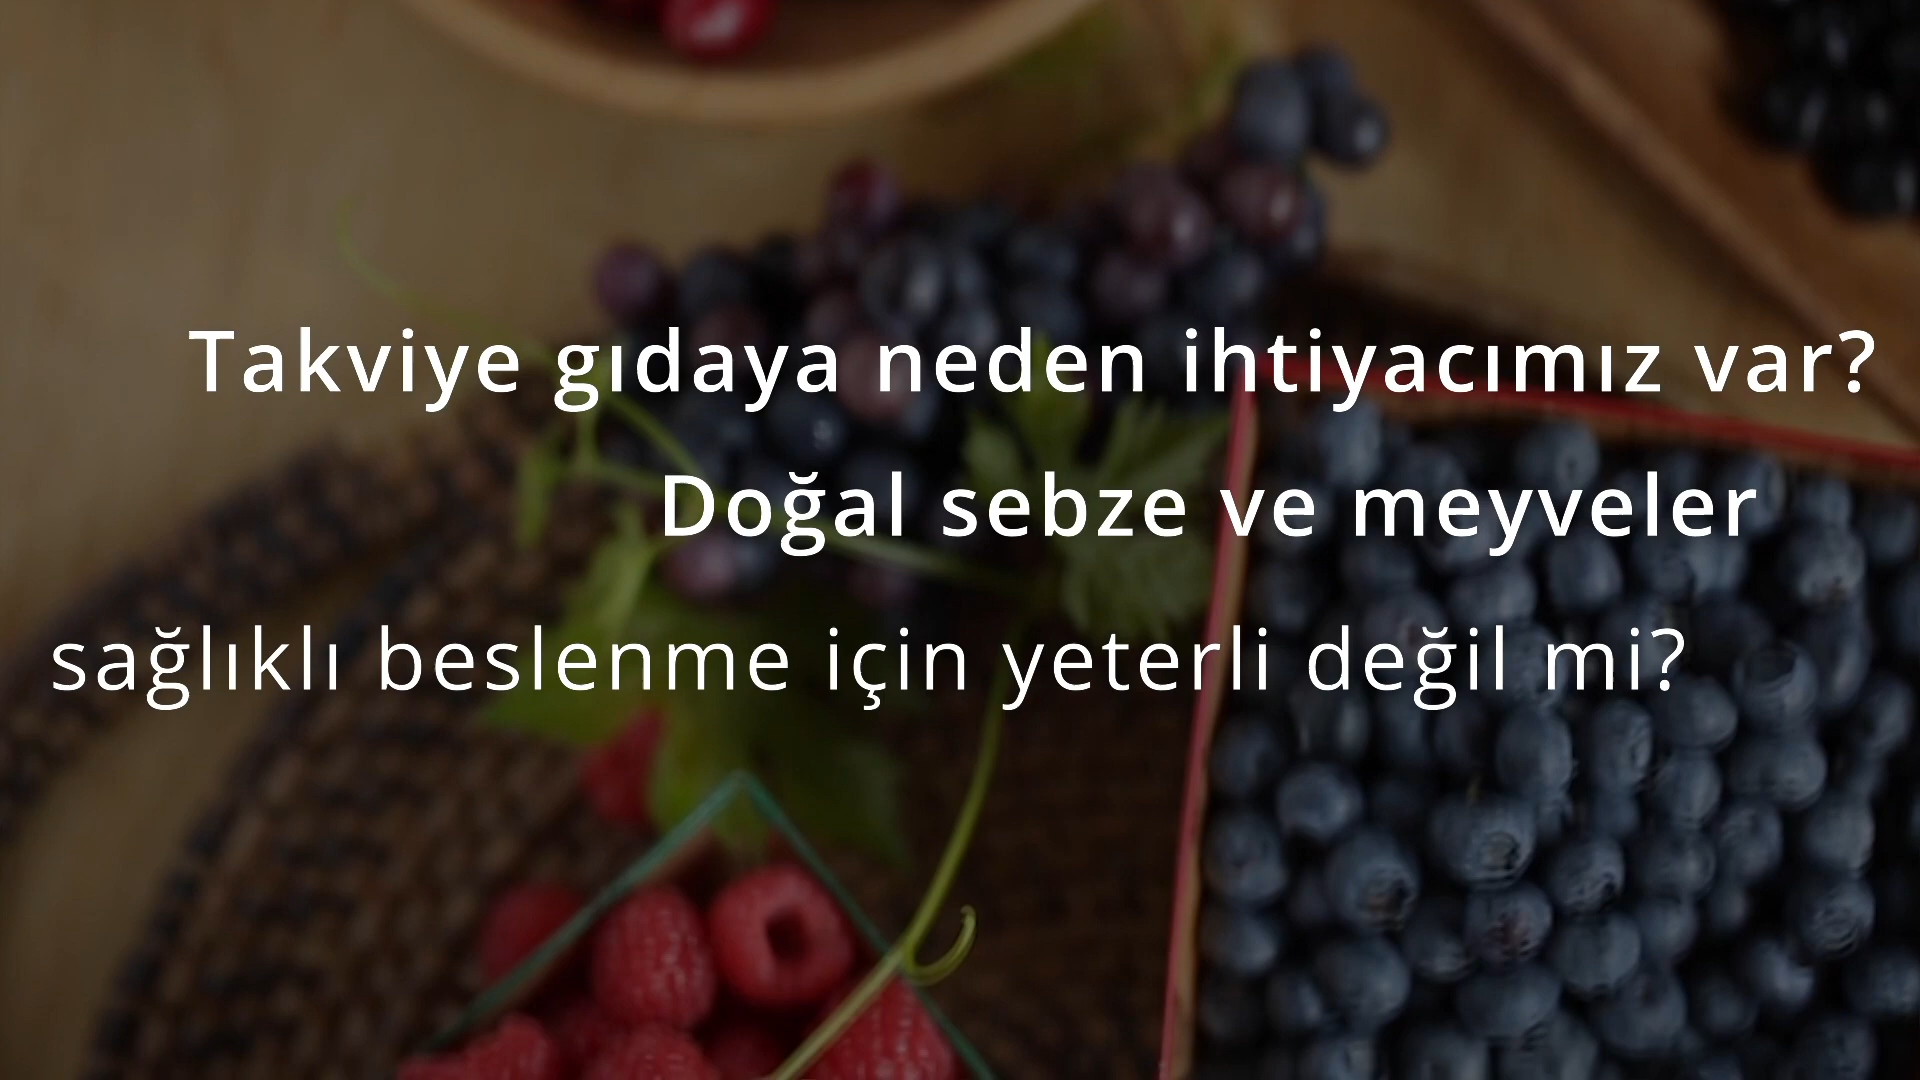 Takviye gıdaya neden ihtiyacımız var?
Doğal sebze ve meyveler
sağlıklı beslenme için yeterli değil mi?